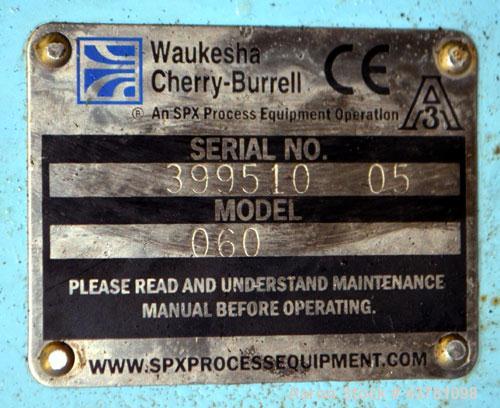 Waukesha
Cherry-Burrell
CE
® An SPX Process Equipment Operation
A
3
SERIAL NO.
399510 05
MODEL
060
PLEASE READ AND UNDERSTAND MAINTENANCE
MANUAL BEFORE OPERATING.
WWW.SPXPROCESSEQUIPMENT.COM